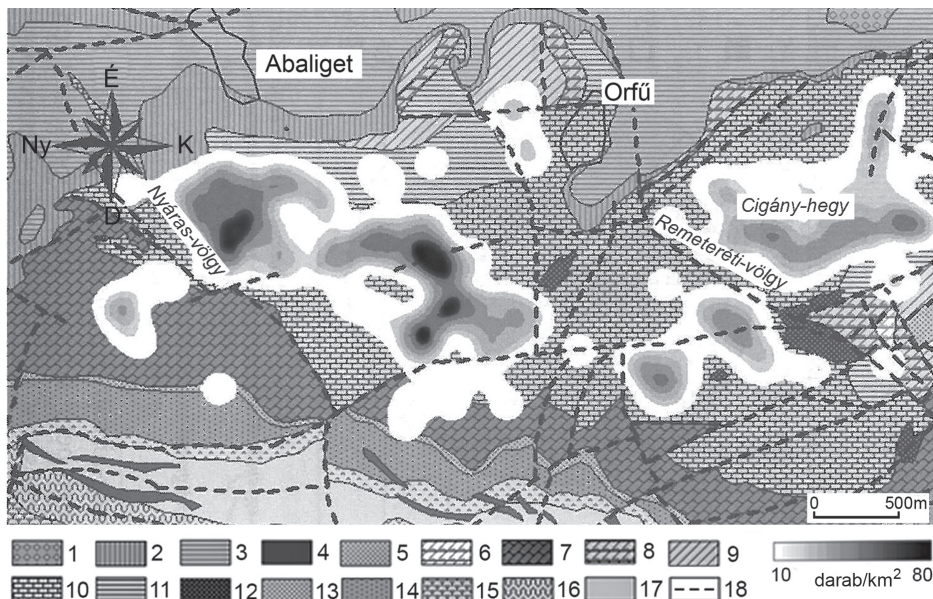 Abaliget
Orfű
É
Ny
K
D
Nyáras-völgy
Cigány-hegy
Remeteréti-völgy
0 500m
1 2 3 4 5 6 7 8 9
10 11 12 13 14 15 16 17 18
10 darab/km² 80